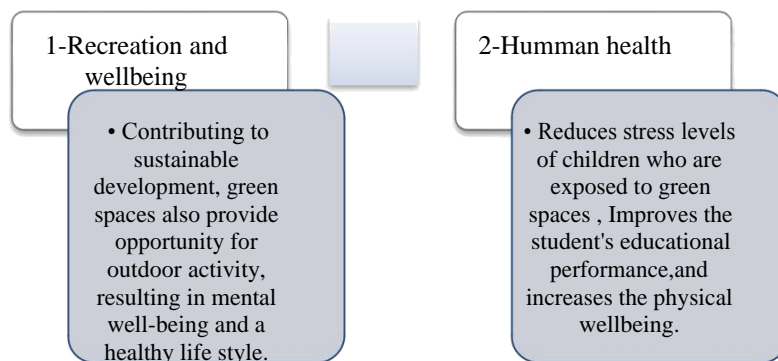 1-Recreation and
wellbeing
• Contributing to
sustainable
development, green
spaces also provide
opportunity for
outdoor activity,
resulting in mental
well-being and a
healthy life style.
2-Humman health
• Reduces stress levels
of children who are
exposed to green
spaces , Improves the
student's educational
performance,and
increases the physical
wellbeing.